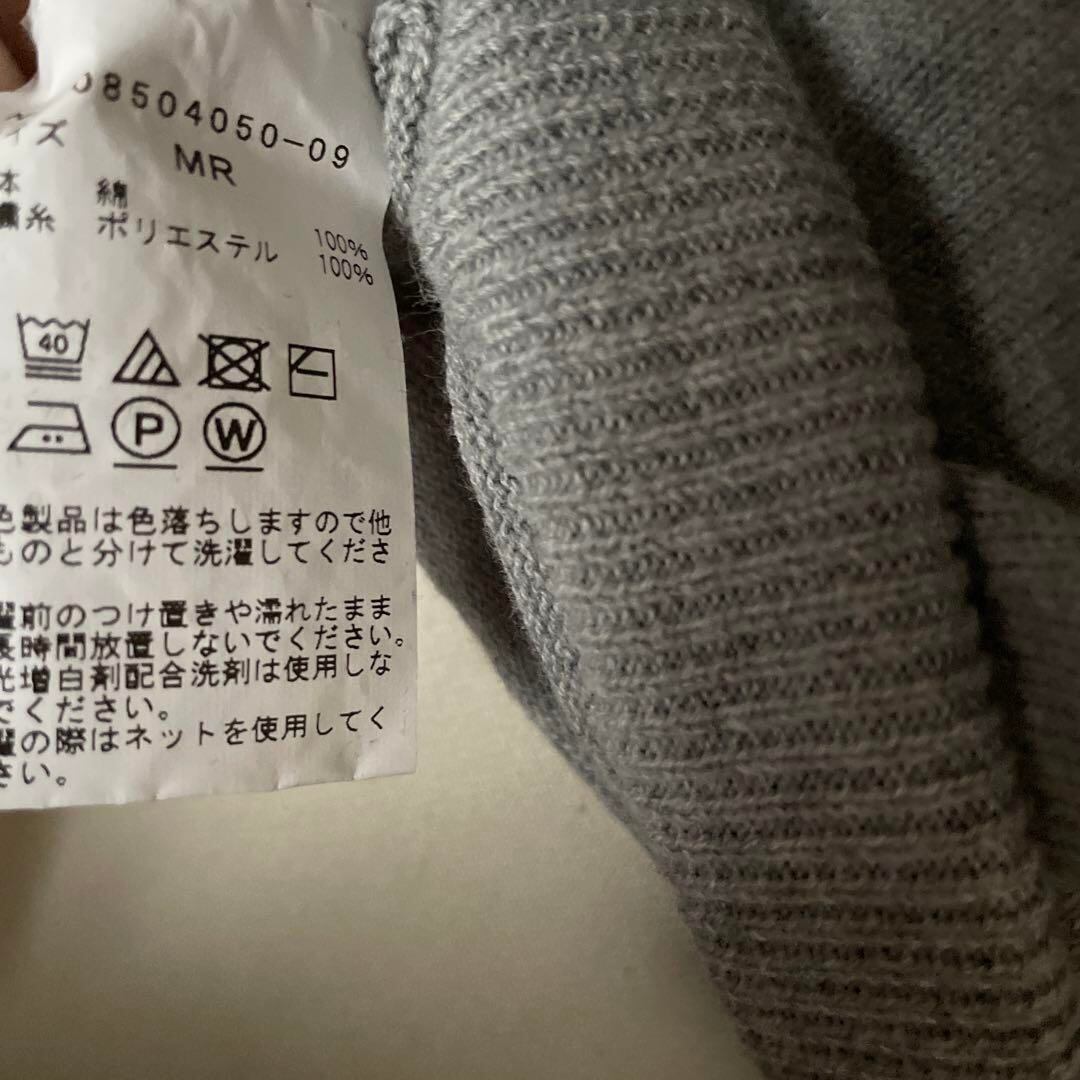 8504050-09
イズ
MR
本 綿 100%
繍糸 ポリエステル 100%
40
P W
色製品は色落ちしますので他
ものと分けて洗濯してくださ
濯前のつけ置きや濡れたまま
長時間放置しないでください。
光増白剤配合洗剤は使用しな
でください。
濯の際はネットを使用してく
さい。